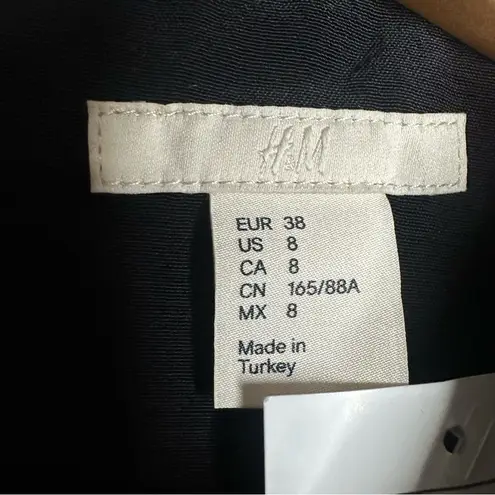 H&M
EUR 38
US 8
CA 8
CN 165/88A
MX 8
Made in
Turkey